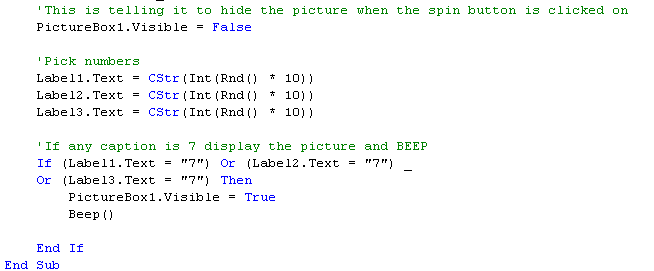 'This is telling it to hide the picture when the spin button is clicked on
PictureBox1.Visible = False
'Pick numbers
Label1.Text = CStr(Int(Rnd() * 10))
Label2.Text = CStr(Int(Rnd() * 10))
Label3.Text = CStr(Int(Rnd() * 10))
'If any caption is 7 display the picture and BEEP
If (Label1.Text = "7") Or (Label2.Text = "7") _
Or (Label3.Text = "7") Then
PictureBox1.Visible = True
Beep()
End If
End Sub